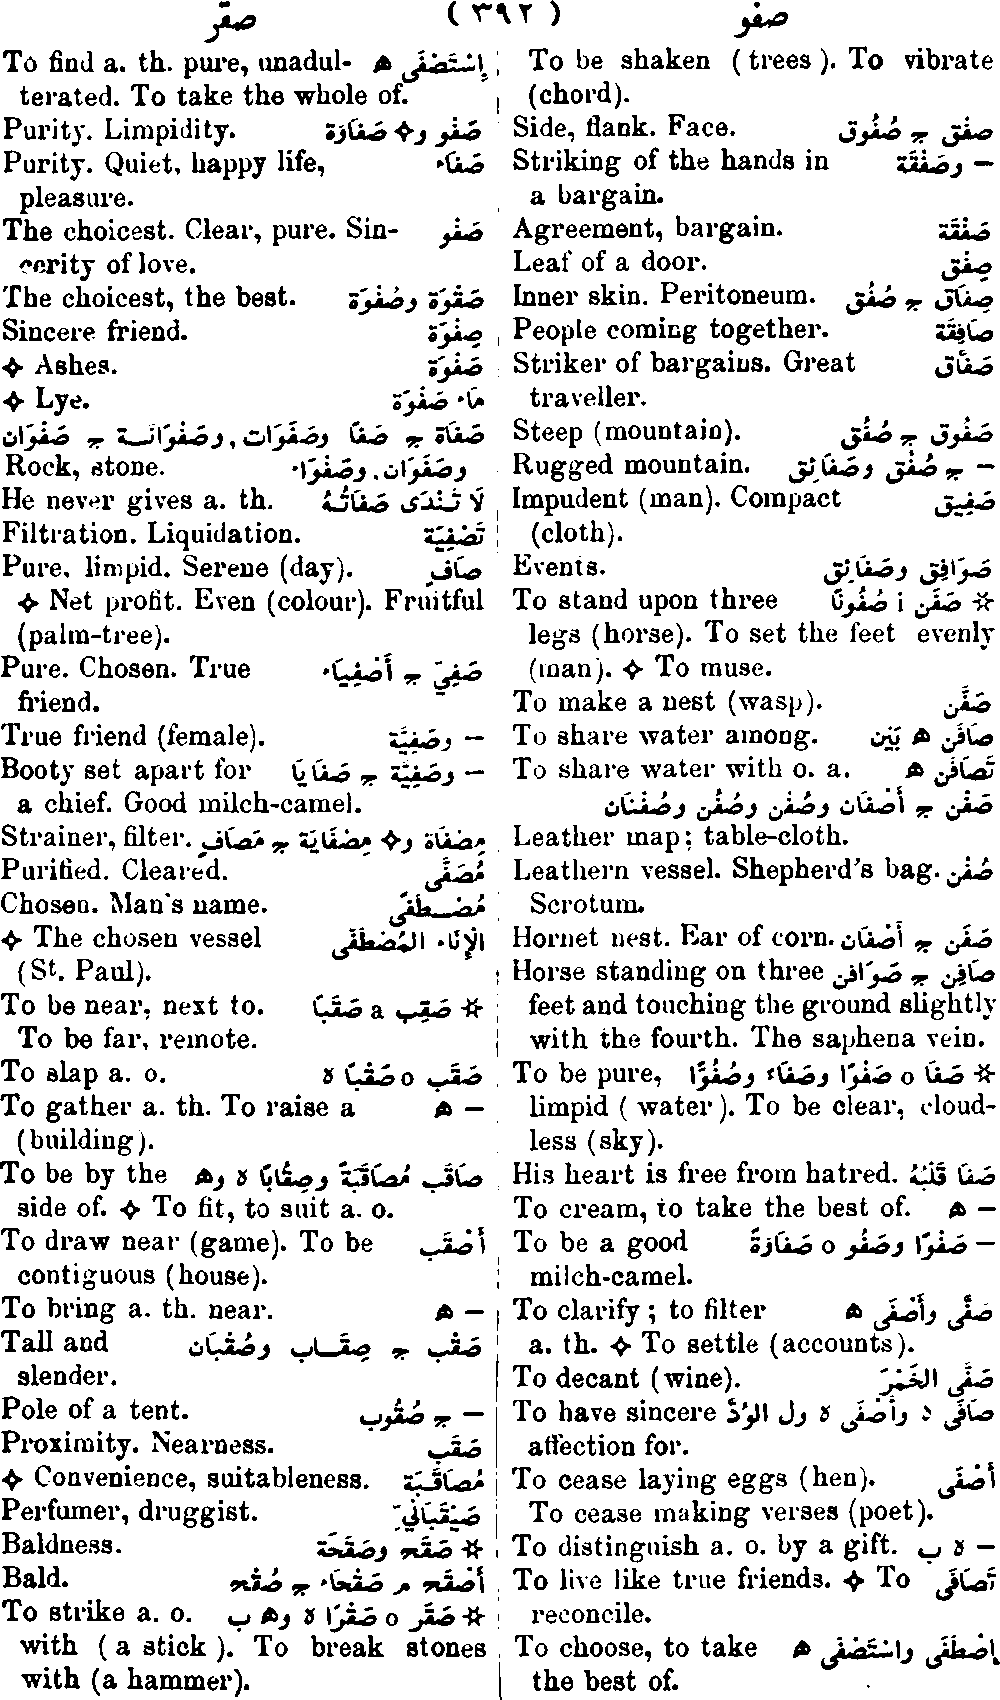 صفو ( ٣٩٢ ) صقر
To be shaken (trees). To vibrate
(chord).
Side, flank. Face. صفْق ج صُفُوق
Striking of the hands in — وصَفْقَة
a bargain.
Agreement, bargain. صَفْقَة
Leaf of a door. صِفْق
Inner skin. Peritoneum. صِفَاق ج صُفُق
People coming together. صَافِقَة
Striker of bargains. Great صَفَّاق
traveller.
Steep (mountain). صَفُوق ج صُفُق
Rugged mountain. — ج صُفُق وصَفَائِق
Impudent (man). Compact صَفِيق
(cloth).
Events. صَوَافِق وصَفَائِق
To stand upon three ☆ صَفَن i صُفُونًا
legs (horse). To set the feet evenly
(man). ✧ To muse.
To make a nest (wasp). صَفَّن
To share water among. صَافَن ه بَيْن
To share water with o. a. تَصَافَن ه
صَفْن ج أَصْفَان وصُفْن وصُفُن وصُفْنَان
Leather map; table-cloth.
Leathern vessel. Shepherd's bag. صُفْن
Scrotum.
Hornet nest. Ear of corn. صَفَن ج أَصْفَان
Horse standing on three صَافِن ج صَوَافِن
feet and touching the ground slightly
with the fourth. The saphena vein.
To be pure, ☆ صَفَا o صَفْوًا وصَفَاء وصُفُوًّا
limpid (water). To be clear, cloud-
less (sky).
His heart is free from hatred. صَفَا قَلْبُهُ
To cream, to take the best of. — ه
To be a good — صَفْوًا وصَفُو o صَفَاوَةً
milch-camel.
To clarify; to filter صَفَّى وأَصْفَى ه
a. th. ✧ To settle (accounts).
To decant (wine). صَفَّى الخَمْرَ
To have sincere صَافَى ه وأَصْفَى ه ول الوُدَّ
affection for.
To cease laying eggs (hen). أَصْفَى
To cease making verses (poet).
To distinguish a. o. by a gift. — ه ب
To live like true friends. ✧ To تَصَافَى
reconcile.
To choose, to take إِصْطَفَى واسْتَصْفَى ه
the best of.
To find a. th. pure, unadul- إِسْتَصْفَى ه
terated. To take the whole of.
Purity. Limpidity. صَفْو و✧ صَفَاوَة
Purity. Quiet, happy life, صَفَاء
pleasure.
The choicest. Clear, pure. Sin- صَفْو
cerity of love.
The choicest, the best. صَفْوَة وصُفْوَة
Sincere friend. صِفْوَة
✧ Ashes. صَفْوَة
✧ Lye. مَاء صَفْوَة
صَفَاة ج صَفًا وصَفَوَات, وصَفْوَانَة ج صَفْوَان
Rock, stone. وصَفَوَان, وصَفْوَاء
He never gives a. th. لَا تَنْدَى صَفَاتُهُ
Filtration. Liquidation. تَصْفِيَة
Pure, limpid. Serene (day). صَافٍ
✧ Net profit. Even (colour). Fruitful
(palm-tree).
Pure. Chosen. True صَفِيّ ج أَصْفِيَاء
friend.
True friend (female). — وصَفِيَّة
Booty set apart for — وصَفِيَّة ج صَفَايَا
a chief. Good milch-camel.
Strainer, filter. مِصْفَاة و✧ مِصْفَايَة ج مَصَافٍ
Purified. Cleared. مُصَفًّى
Chosen. Man's name. مُصْطَفًى
✧ The chosen vessel الإِنَاء المُصْطَفَى
(St. Paul).
To be near, next to. ☆ صَقِب a صَقَبًا
To be far, remote.
To slap a. o. صَقَب o صَقْبًا ه
To gather a. th. To raise a — ه
(building).
To be by the صَاقَب مُصَاقَبَةً وصِقَابًا ه وه
side of. ✧ To fit, to suit a. o.
To draw near (game). To be أَصْقَب
contiguous (house).
To bring a. th. near. — ه
Tall and صَقْب ج صِقَاب وصُقْبَان
slender.
Pole of a tent. — ج صُقُوب
Proximity. Nearness. صَقَب
✧ Convenience, suitableness. مُصَاقَبَة
Perfumer, druggist. صَيْقَبَانِيّ
Baldness. ☆ صَقَح وصَقَحَة
Bald. أَصْقَح م صَقْحَاء ج صُقْح
To strike a. o. ☆ صَقَر o صَقْرًا ه وه ب
with (a stick). To break stones
with (a hammer).